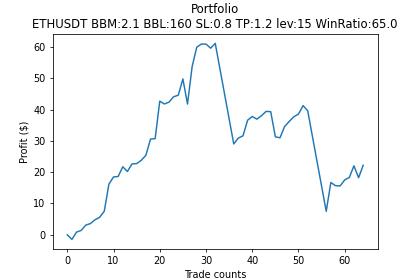 Portfolio
ETHUSDT BBM:2.1 BBL:160 SL:0.8 TP:1.2 lev:15 WinRatio:65.0
60
50
40
30
20
10
0
Profit ($)
0 10 20 30 40 50 60
Trade counts